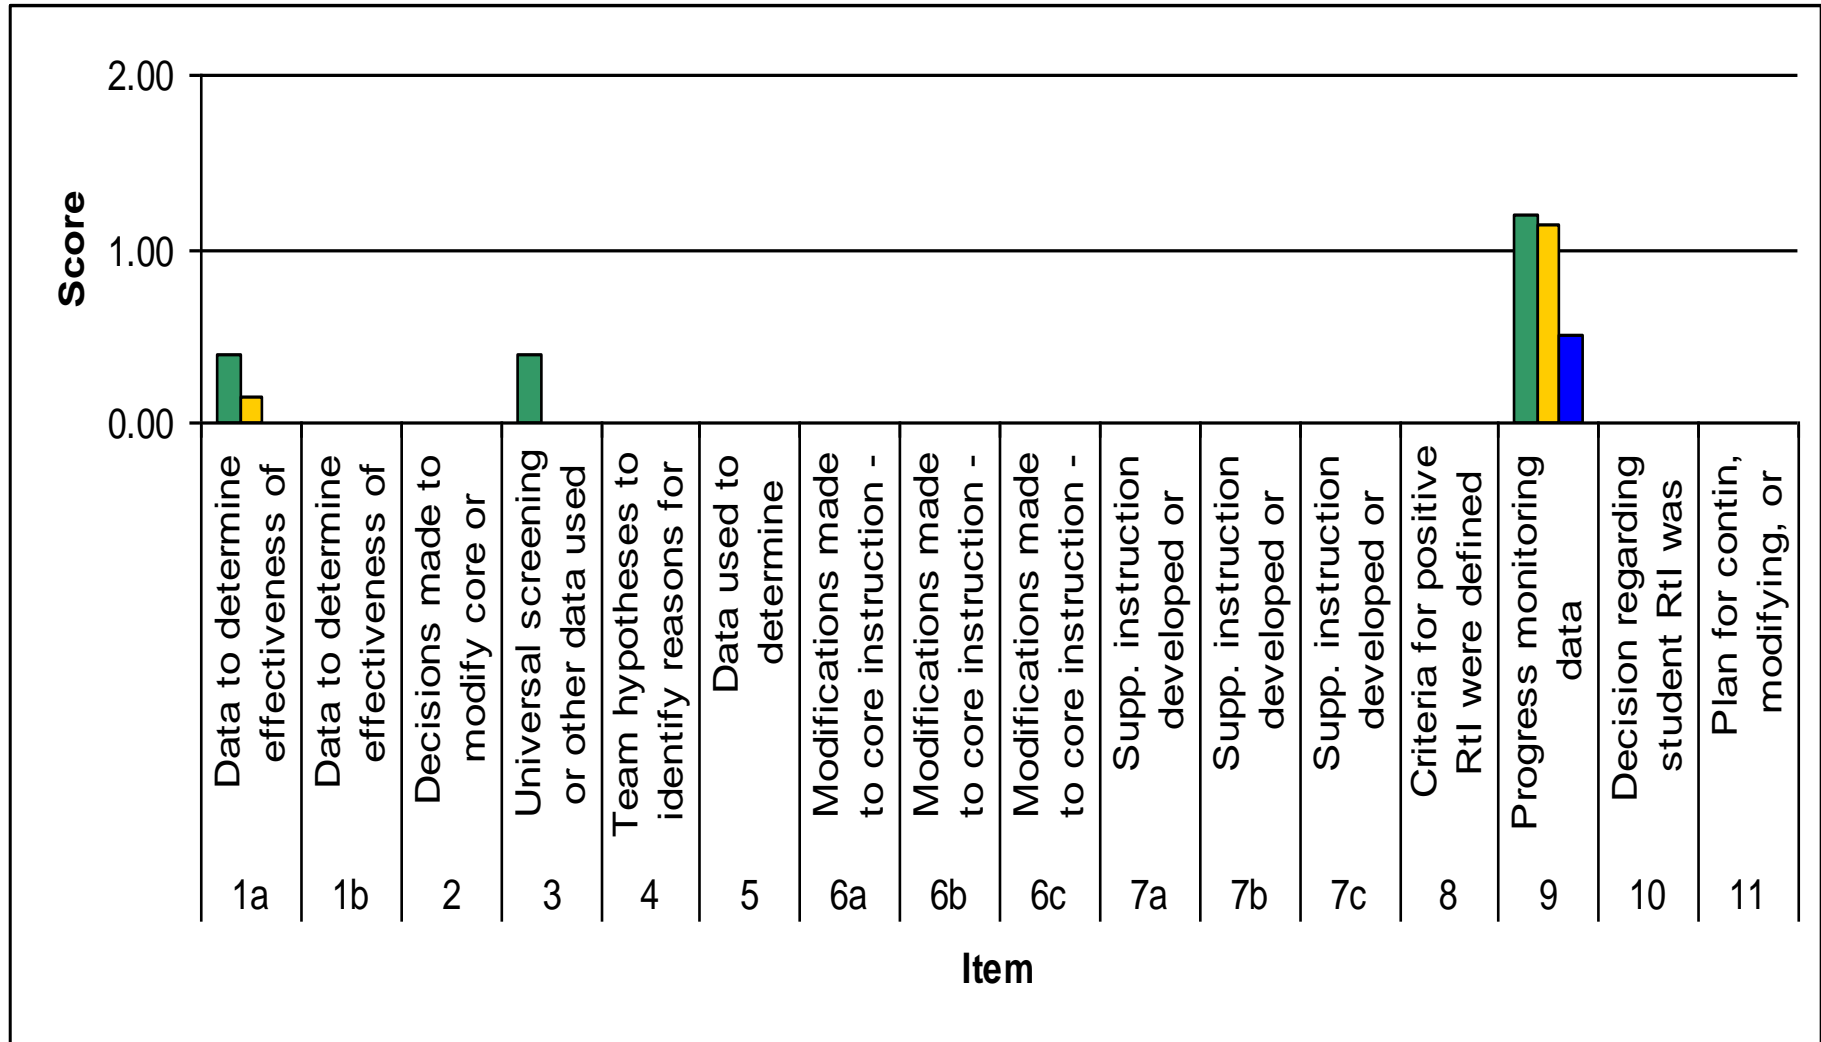 2.00
1.00
0.00
Score
Data to determine
effectiveness of
Data to determine
effectiveness of
Decisions made to
modify core or
Universal screening
or other data used
Team hypotheses to
identify reasons for
Data used to
determine
Modifications made
to core instruction -
Modifications made
to core instruction -
Modifications made
to core instruction -
Supp. instruction
developed or
Supp. instruction
developed or
Supp. instruction
developed or
Criteria for positive
RtI were defined
Progress monitoring
data
Decision regarding
student RtI was
Plan for contin,
modifying, or
1a 1b 2 3 4 5 6a 6b 6c 7a 7b 7c 8 9 10 11
Item